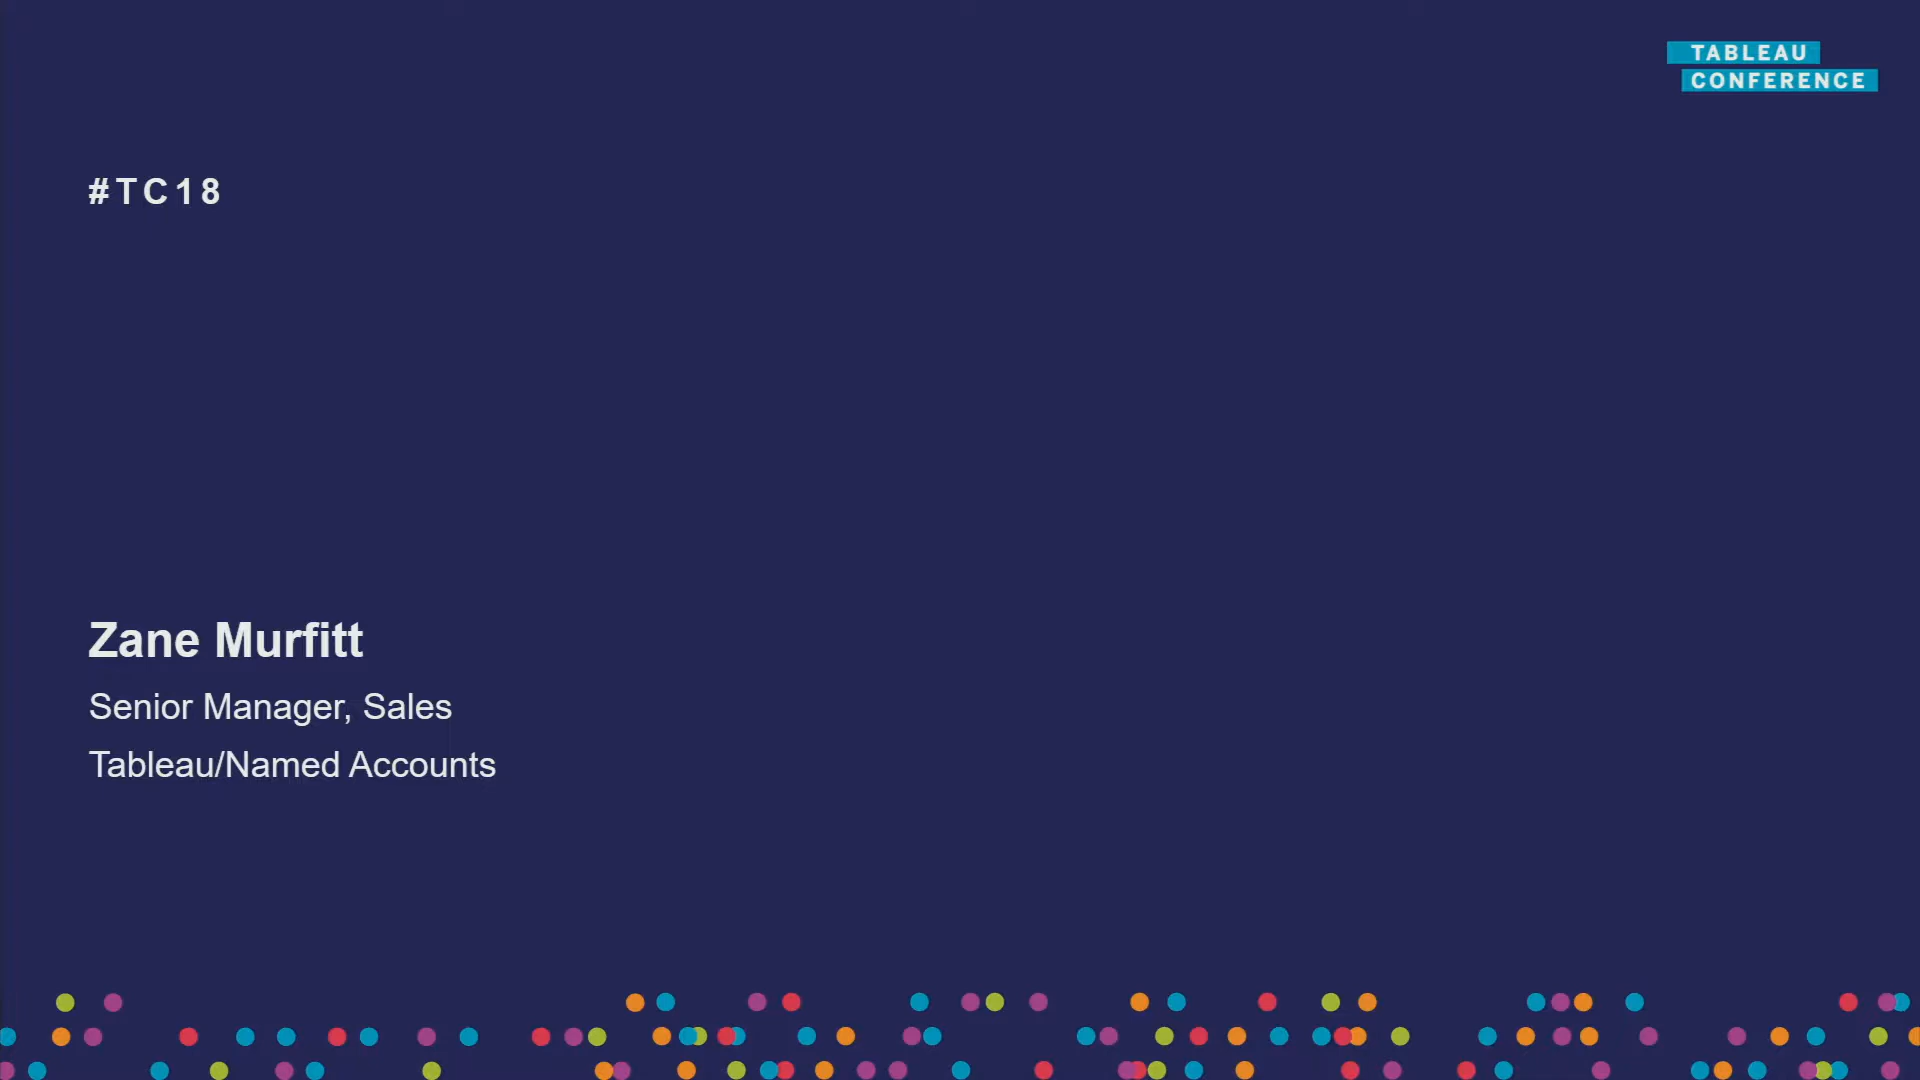 TABLEAU
CONFERENCE
#TC18
Zane Murfitt
Senior Manager, Sales
Tableau/Named Accounts